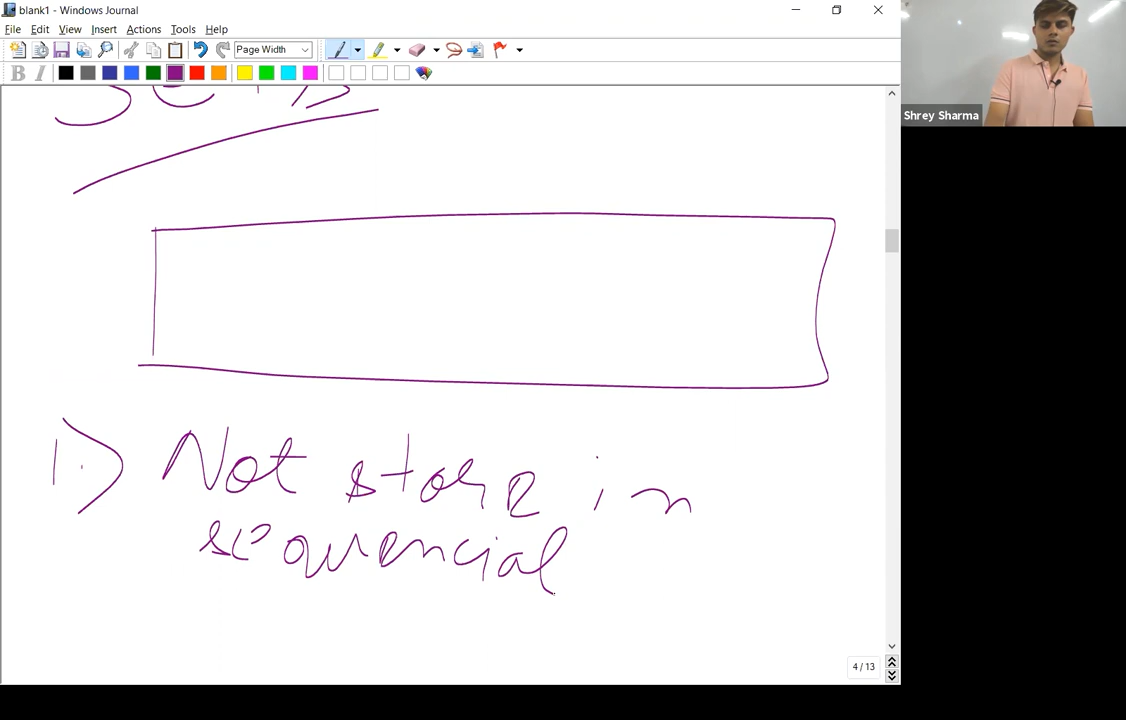 blank1 - Windows Journal
File Edit View Insert Actions Tools Help
Page Width
B I
Shrey Sharma
1.) Not store in
sequencial
4 / 13